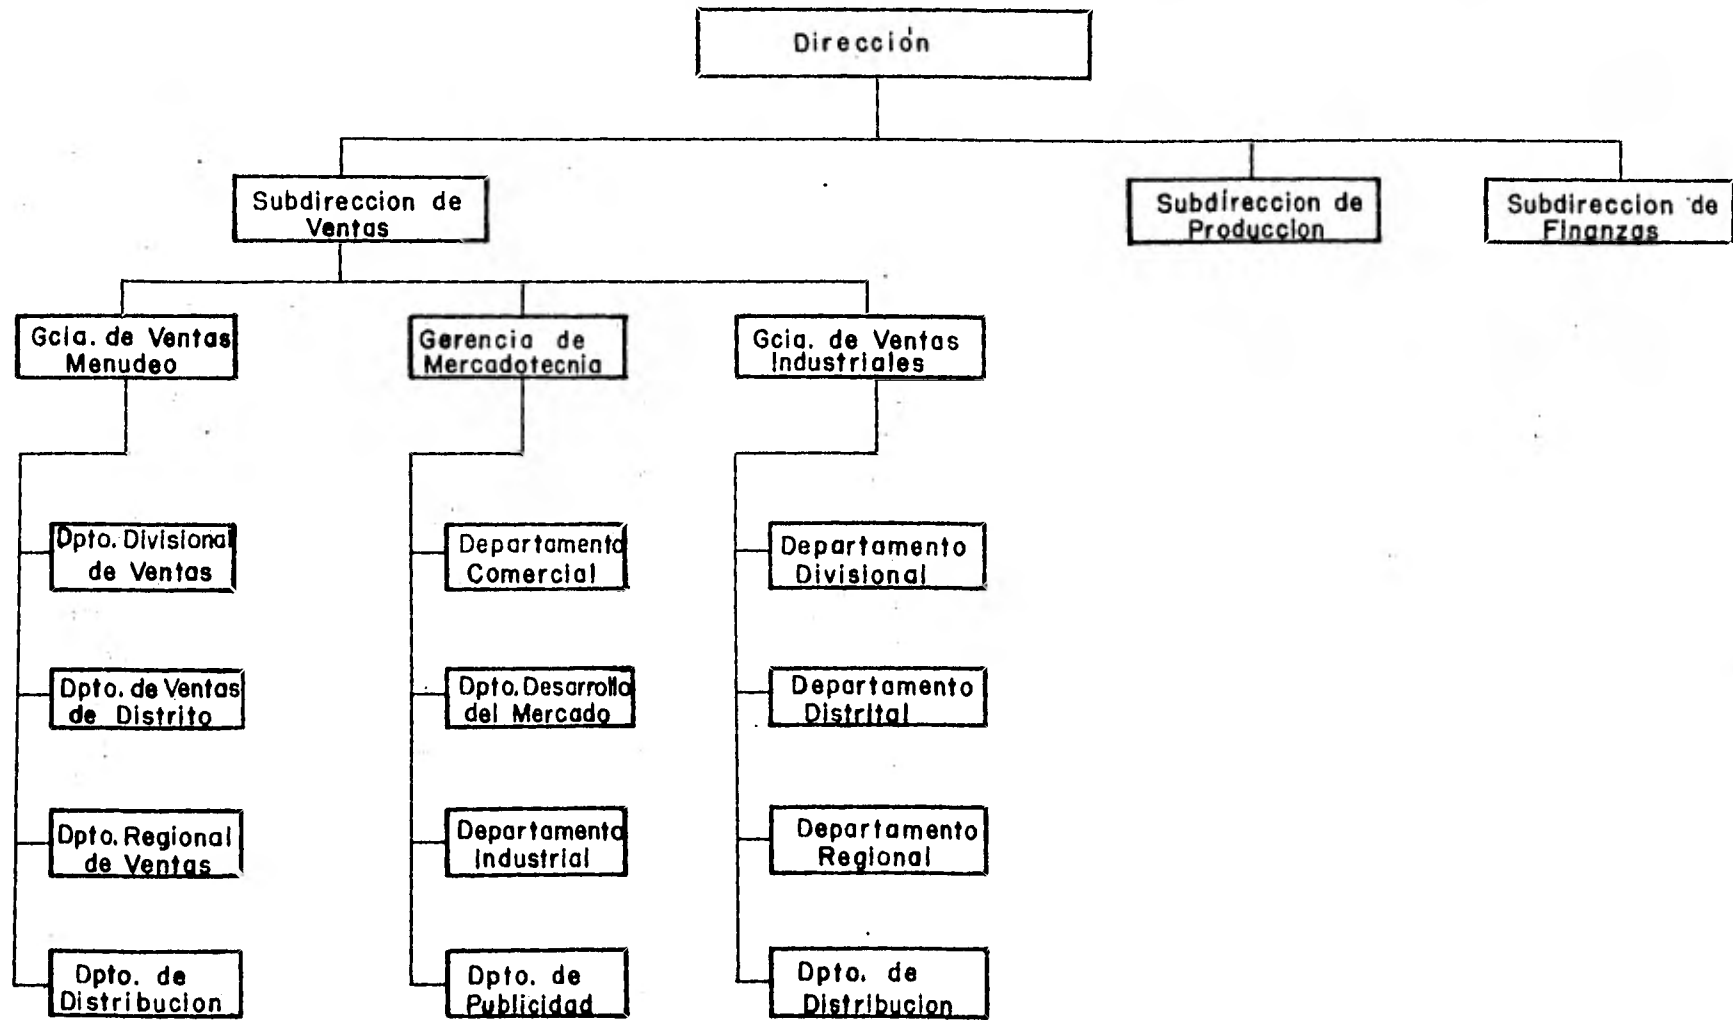 Dirección
Subdireccion de
Ventas
Subdireccion de
Produccion
Subdireccion de
Finanzas
Gcia. de Ventas
Menudeo
Gerencia de
Mercadotecnia
Gcia. de Ventas
Industriales
Dpto. Divisional
de Ventas
Departamento
Comercial
Departamento
Divisional
Dpto. de Ventas
de Distrito
Dpto. Desarrollo
del Mercado
Departamento
Distrital
Dpto. Regional
de Ventas
Departamento
Industrial
Departamento
Regional
Dpto. de
Distribucion
Dpto. de
Publicidad
Dpto. de
Distribucion